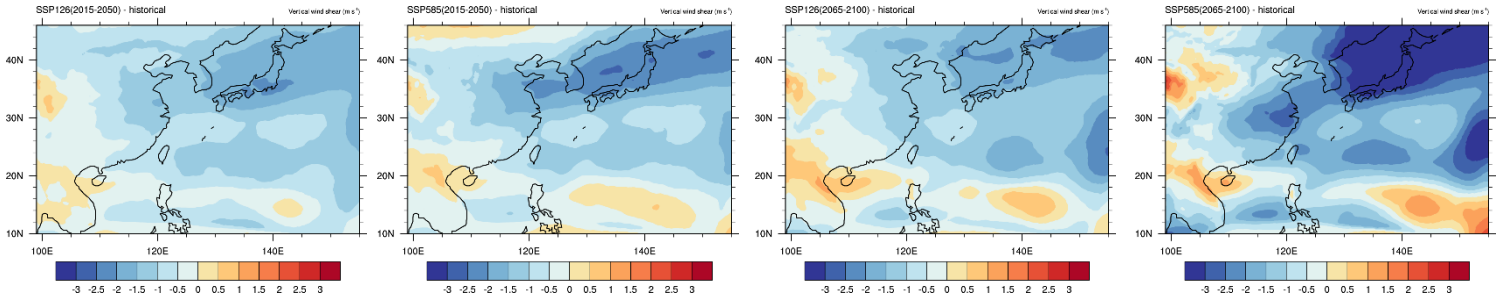 SSP126(2015-2050) - historical
Vertical wind shear (m s⁻¹)
40N
30N
20N
10N
100E
120E
140E
-3 -2.5 -2 -1.5 -1 -0.5 0 0.5 1 1.5 2 2.5 3
SSP585(2015-2050) - historical
Vertical wind shear (m s⁻¹)
40N
30N
20N
10N
100E
120E
140E
-3 -2.5 -2 -1.5 -1 -0.5 0 0.5 1 1.5 2 2.5 3
SSP126(2065-2100) - historical
Vertical wind shear (m s⁻¹)
40N
30N
20N
10N
100E
120E
140E
-3 -2.5 -2 -1.5 -1 -0.5 0 0.5 1 1.5 2 2.5 3
SSP585(2065-2100) - historical
Vertical wind shear (m s⁻¹)
40N
30N
20N
10N
100E
120E
140E
-3 -2.5 -2 -1.5 -1 -0.5 0 0.5 1 1.5 2 2.5 3